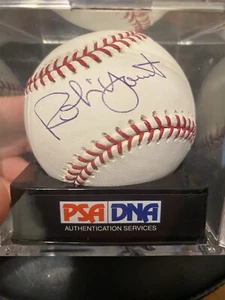 Robin Yount
PSA DNA
AUTHENTICATION SERVICES